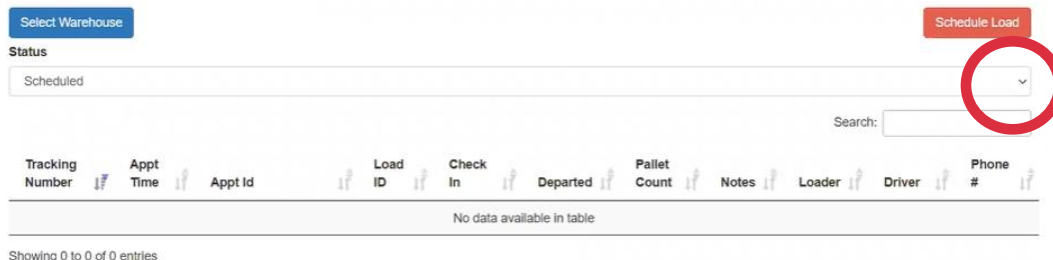 Select Warehouse
Schedule Load
Status
Scheduled
Search:
Tracking Number Appt Time Appt Id Load ID Check In Departed Pallet Count Notes Loader Driver Phone #
No data available in table
Showing 0 to 0 of 0 entries